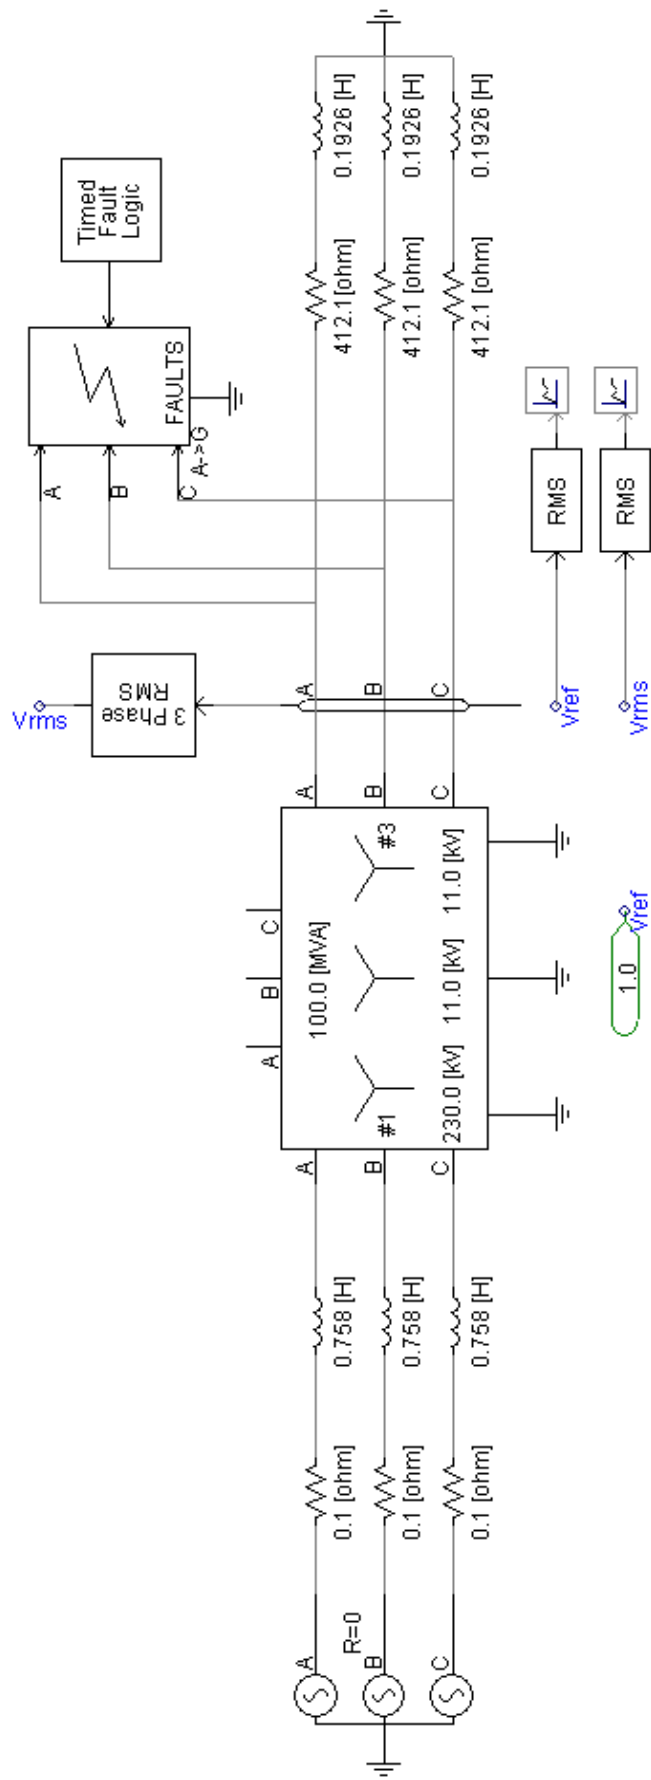 R=0
A
B
C
0.1 [ohm]
0.1 [ohm]
0.1 [ohm]
0.758 [H]
0.758 [H]
0.758 [H]
A
B
C
A
B
C
100.0 [MVA]
#1
#3
230.0 [kV]
11.0 [kV]
11.0 [kV]
A
B
C
Vrms
3 Phase
RMS
A
B
C
A
B
C
FAULTS
A->G
Timed
Fault
Logic
412.1 [ohm]
412.1 [ohm]
412.1 [ohm]
0.1926 [H]
0.1926 [H]
0.1926 [H]
1.0
Vref
Vref
RMS
Vrms
RMS